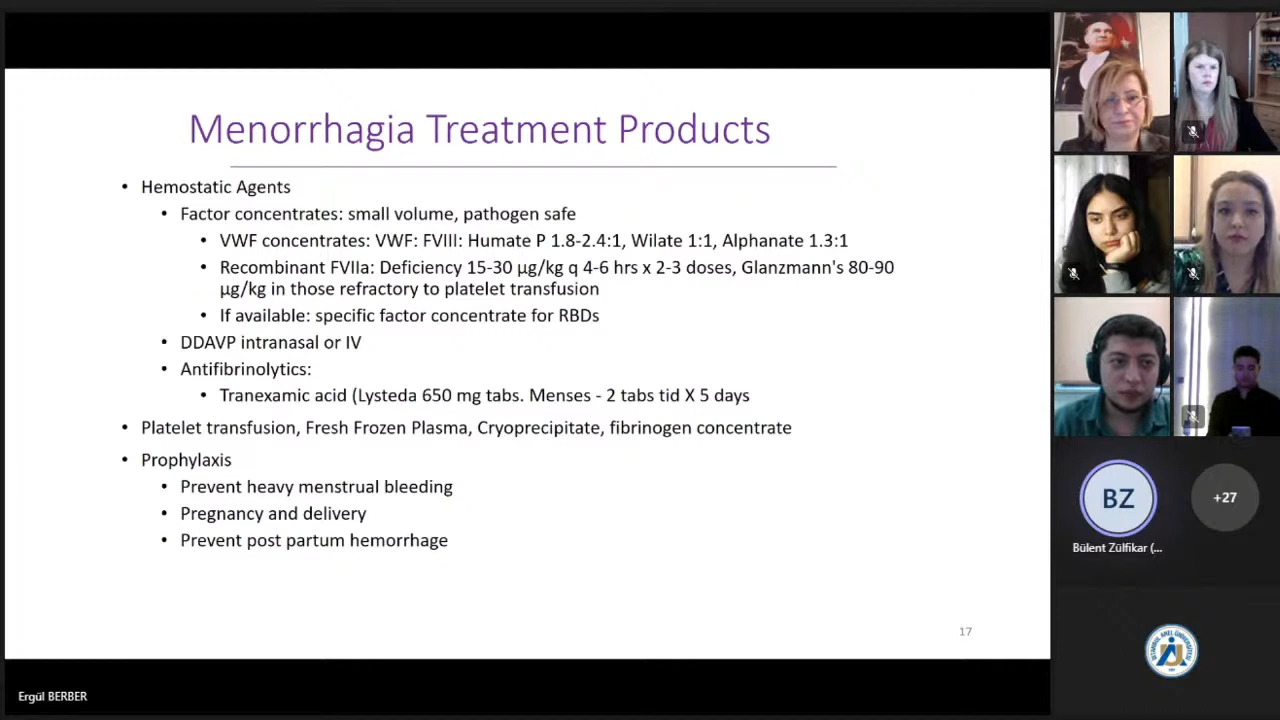 Menorrhagia Treatment Products
• Hemostatic Agents
• Factor concentrates: small volume, pathogen safe
• VWF concentrates: VWF: FVIII: Humate P 1.8-2.4:1, Wilate 1:1, Alphanate 1.3:1
• Recombinant FVIIa: Deficiency 15-30 µg/kg q 4-6 hrs x 2-3 doses, Glanzmann's 80-90
µg/kg in those refractory to platelet transfusion
• If available: specific factor concentrate for RBDs
• DDAVP intranasal or IV
• Antifibrinolytics:
• Tranexamic acid (Lysteda 650 mg tabs. Menses - 2 tabs tid X 5 days
• Platelet transfusion, Fresh Frozen Plasma, Cryoprecipitate, fibrinogen concentrate
• Prophylaxis
• Prevent heavy menstrual bleeding
• Pregnancy and delivery
• Prevent post partum hemorrhage
17
Ergül BERBER
BZ
+27
Bülent Zülfikar (...